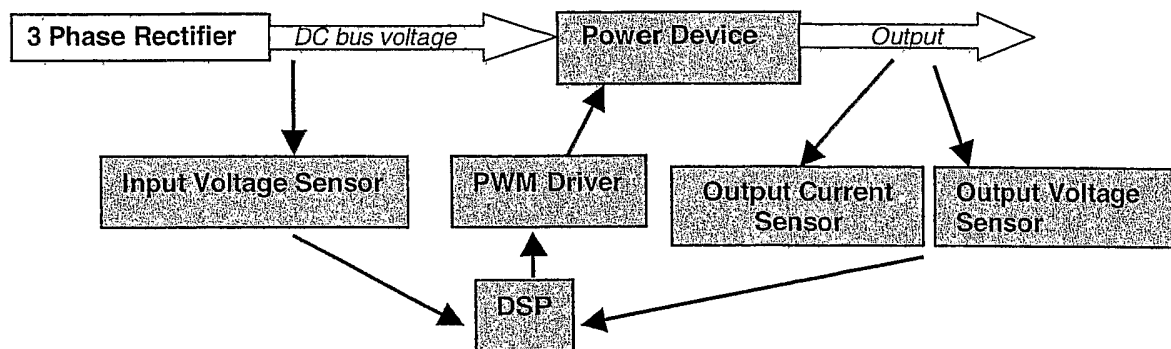 3 Phase Rectifier
DC bus voltage
Power Device
Output
Input Voltage Sensor
PWM Driver
Output Current
Sensor
Output Voltage
Sensor
DSP